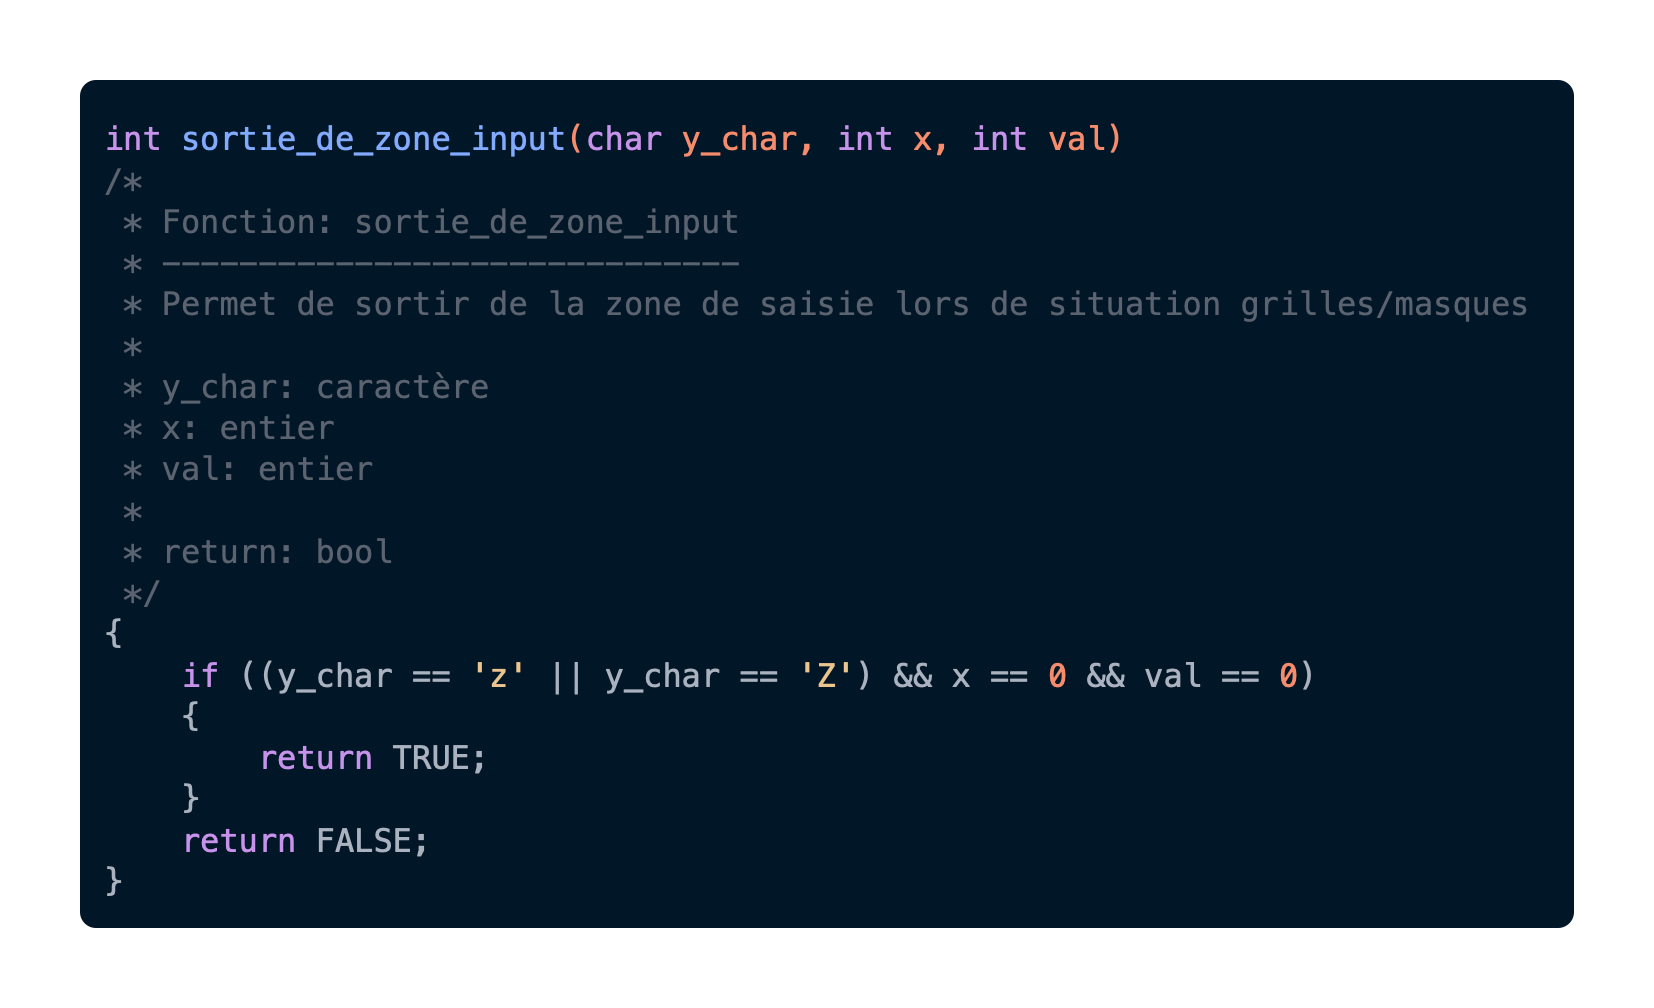 int sortie_de_zone_input(char y_char, int x, int val)
/*
 * Fonction: sortie_de_zone_input
 * ------------------------------
 * Permet de sortir de la zone de saisie lors de situation grilles/masques
 *
 * y_char: caractère
 * x: entier
 * val: entier
 *
 * return: bool
 */
{
    if ((y_char == 'z' || y_char == 'Z') && x == 0 && val == 0)
    {
        return TRUE;
    }
    return FALSE;
}